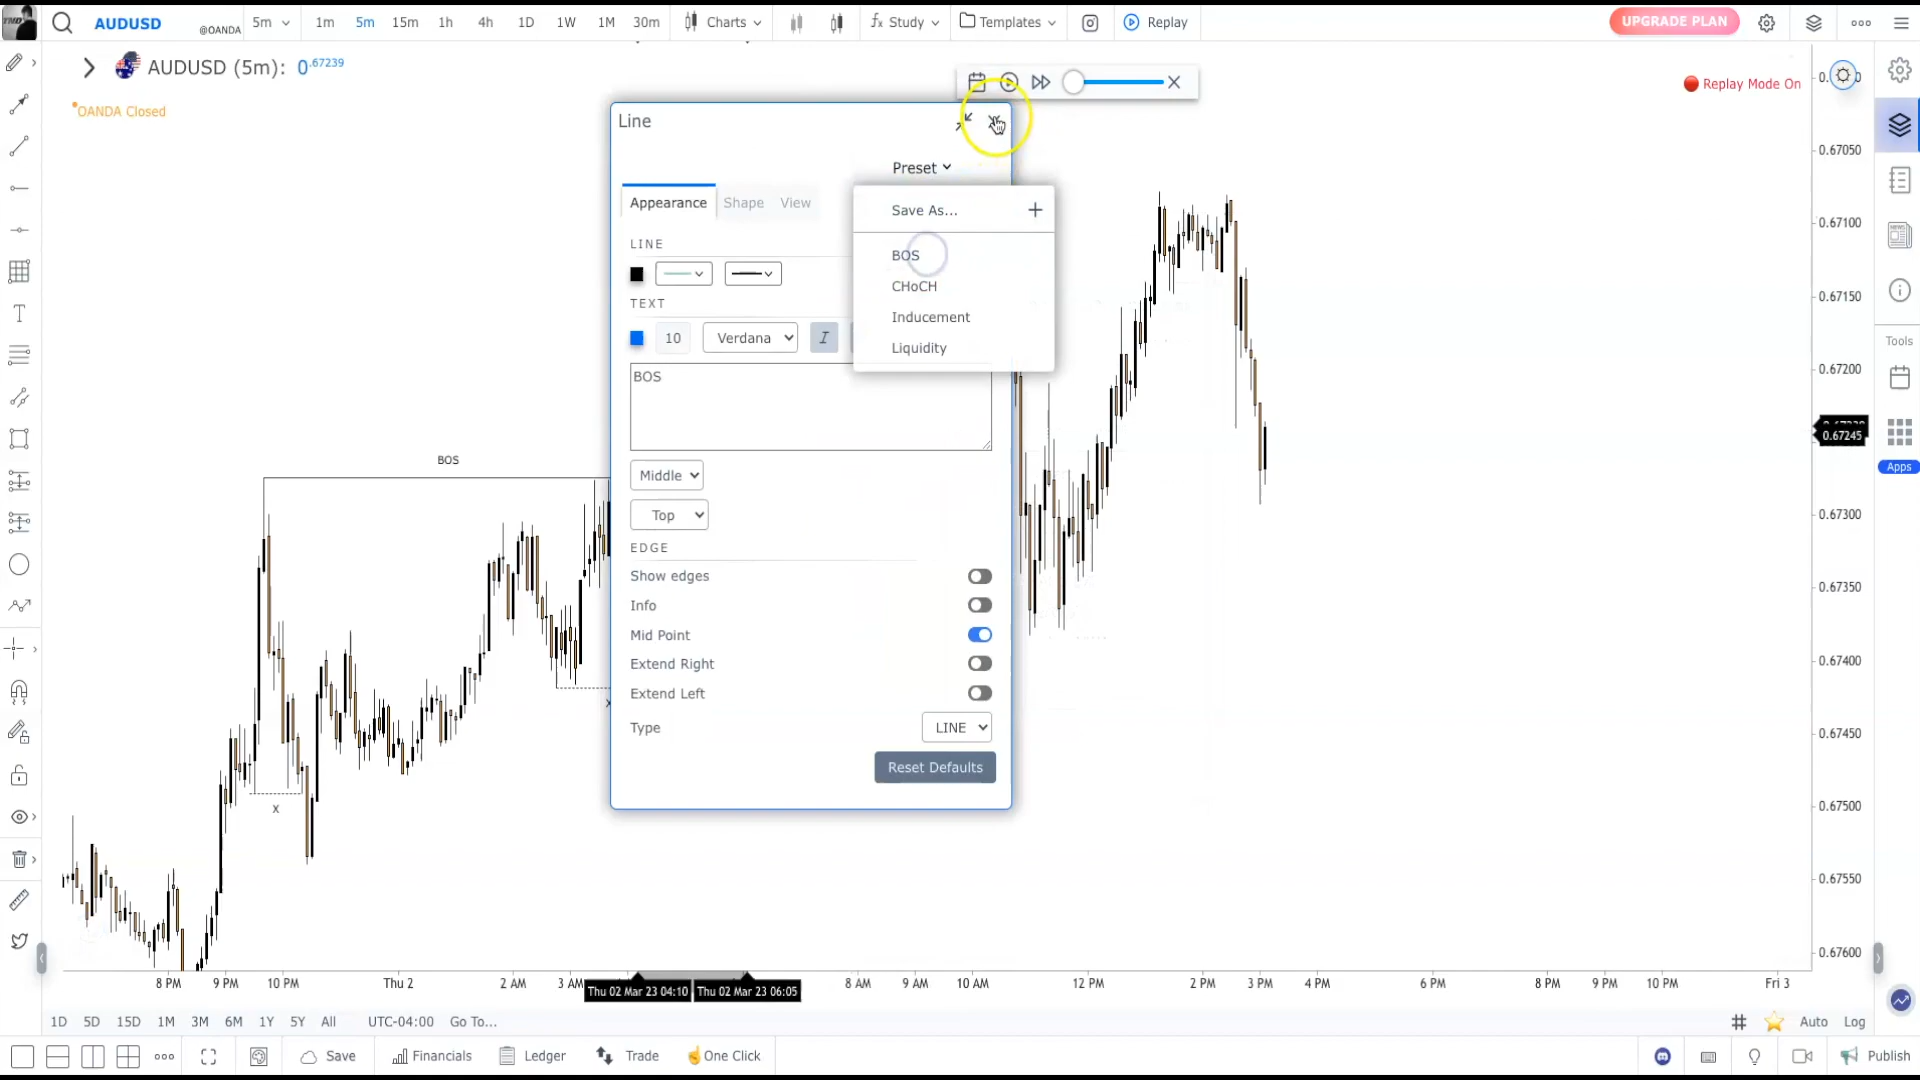 AUDUSD
@OANDA
5m
1m
5m
15m
1h
4h
1D
1W
1M
30m
Charts
fx Study
Templates
Replay
UPGRADE PLAN
AUDUSD (5m): 0.67239
OANDA Closed
Replay Mode On
Line
Preset
Appearance
Shape
View
Save As...
BOS
CHoCH
Inducement
Liquidity
LINE
TEXT
10
Verdana
I
BOS
Middle
Top
EDGE
Show edges
Info
Mid Point
Extend Right
Extend Left
Type
LINE
Reset Defaults
BOS
x
x
0.67050
0.67100
0.67150
0.67200
0.67245
0.67300
0.67350
0.67400
0.67450
0.67500
0.67550
0.67600
Tools
Apps
8 PM
9 PM
10 PM
Thu 2
2 AM
3 AM
Thu 02 Mar 23 04:10
Thu 02 Mar 23 06:05
8 AM
9 AM
10 AM
12 PM
2 PM
3 PM
4 PM
6 PM
8 PM
9 PM
10 PM
Fri 3
1D
5D
15D
1M
3M
6M
1Y
5Y
All
UTC-04:00
Go To...
Auto
Log
Save
Financials
Ledger
Trade
One Click
Publish